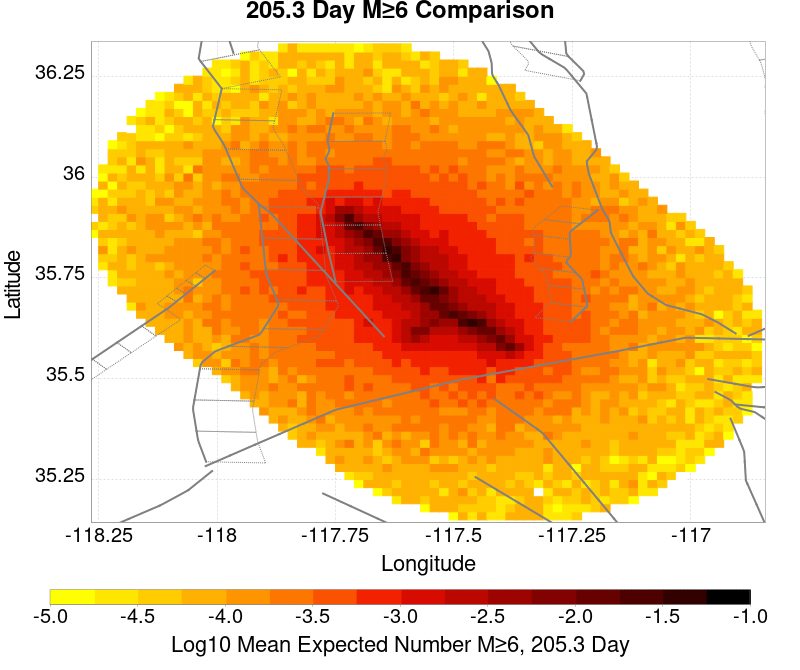 205.3 Day M≥6 Comparison
36.25
36
35.75
35.5
35.25
Latitude
-118.25 -118 -117.75 -117.5 -117.25 -117
Longitude
-5.0 -4.5 -4.0 -3.5 -3.0 -2.5 -2.0 -1.5 -1.0
Log10 Mean Expected Number M≥6, 205.3 Day